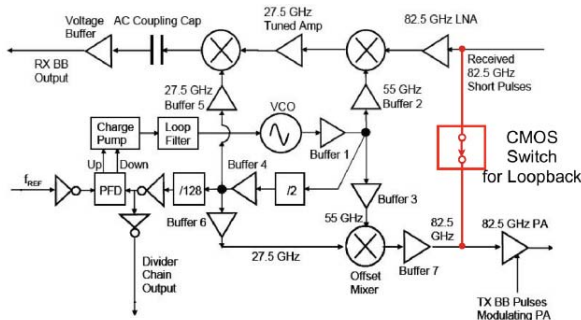 Voltage
Buffer
AC Coupling Cap
27.5 GHz
Tuned Amp
82.5 GHz LNA
RX BB
Output
27.5 GHz
Buffer 5
55 GHz
Buffer 2
Received
82.5 GHz
Short Pulses
VCO
Charge
Pump
Loop
Filter
Buffer 1
CMOS
Switch
for Loopback
Up
Down
fREF
PFD
/128
Buffer 4
/2
Buffer 3
Buffer 6
55 GHz
82.5
GHz
82.5 GHz PA
27.5 GHz
Offset
Mixer
Buffer 7
Divider
Chain
Output
TX BB Pulses
Modulating PA